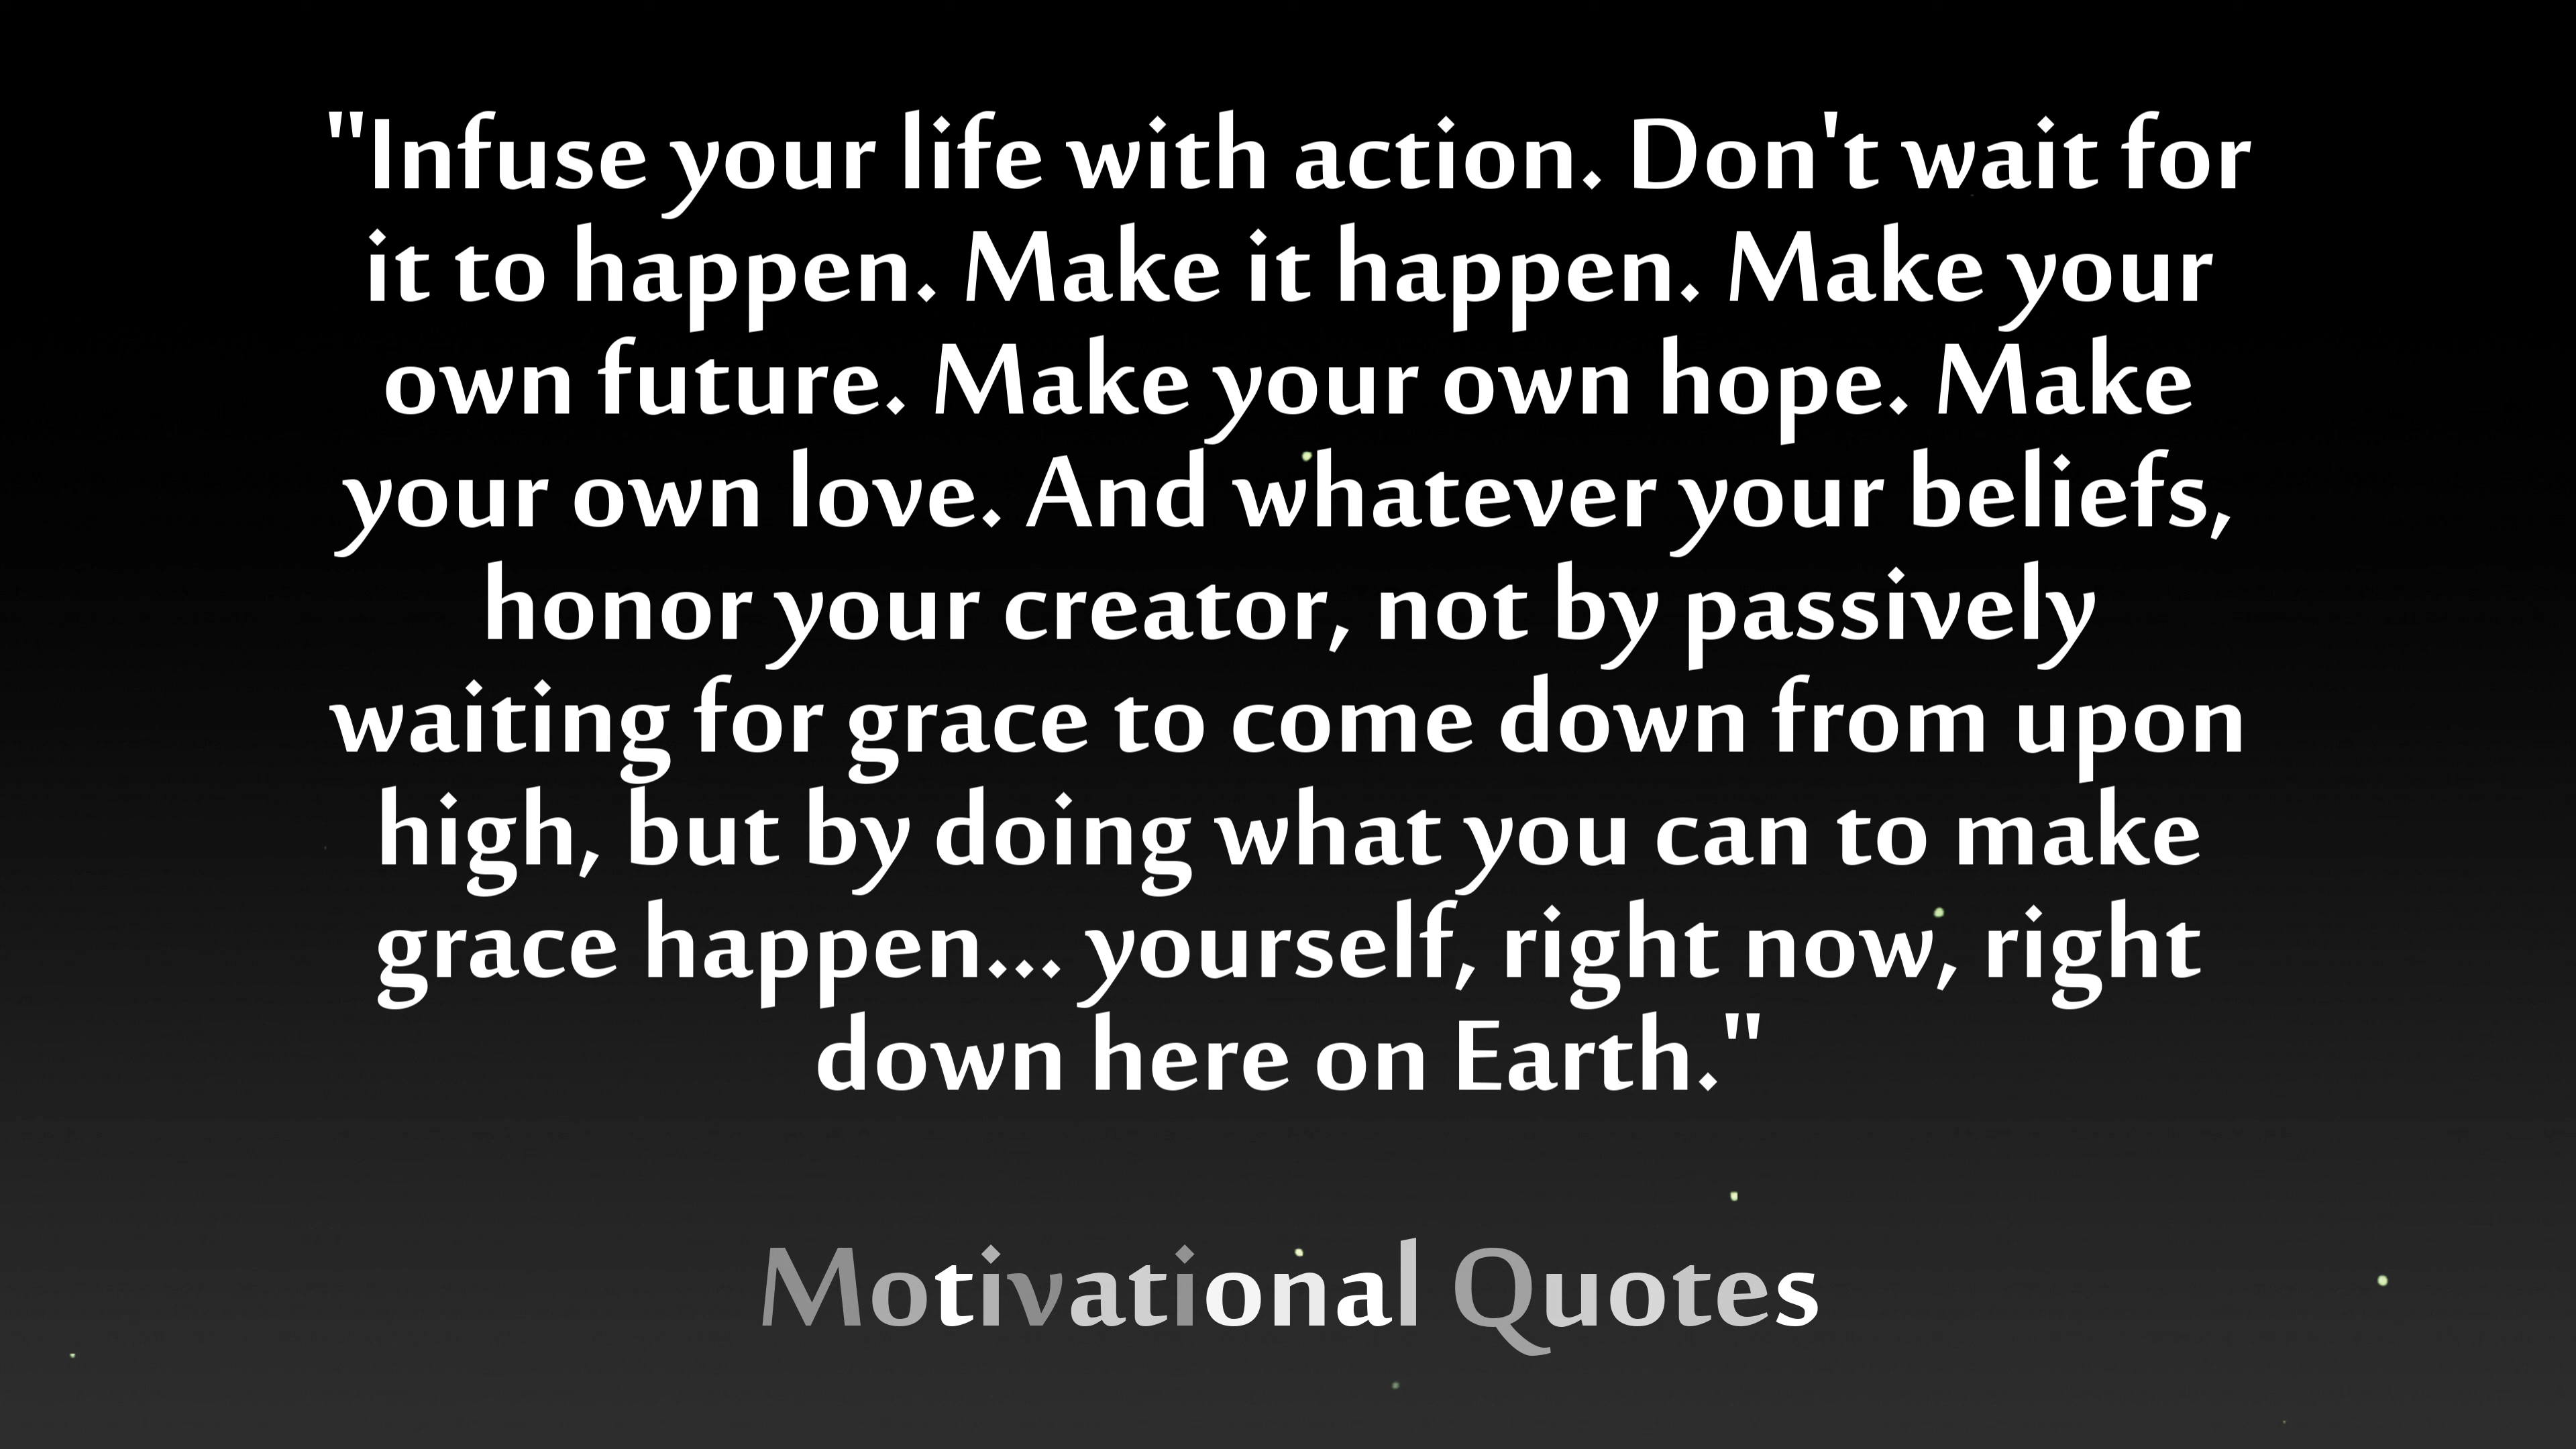 "Infuse your life with action. Don't wait for
it to happen. Make it happen. Make your
own future. Make your own hope. Make
your own love. And whatever your beliefs,
honor your creator, not by passively
waiting for grace to come down from upon
high, but by doing what you can to make
grace happen... yourself, right now, right
down here on Earth."
Motivational Quotes